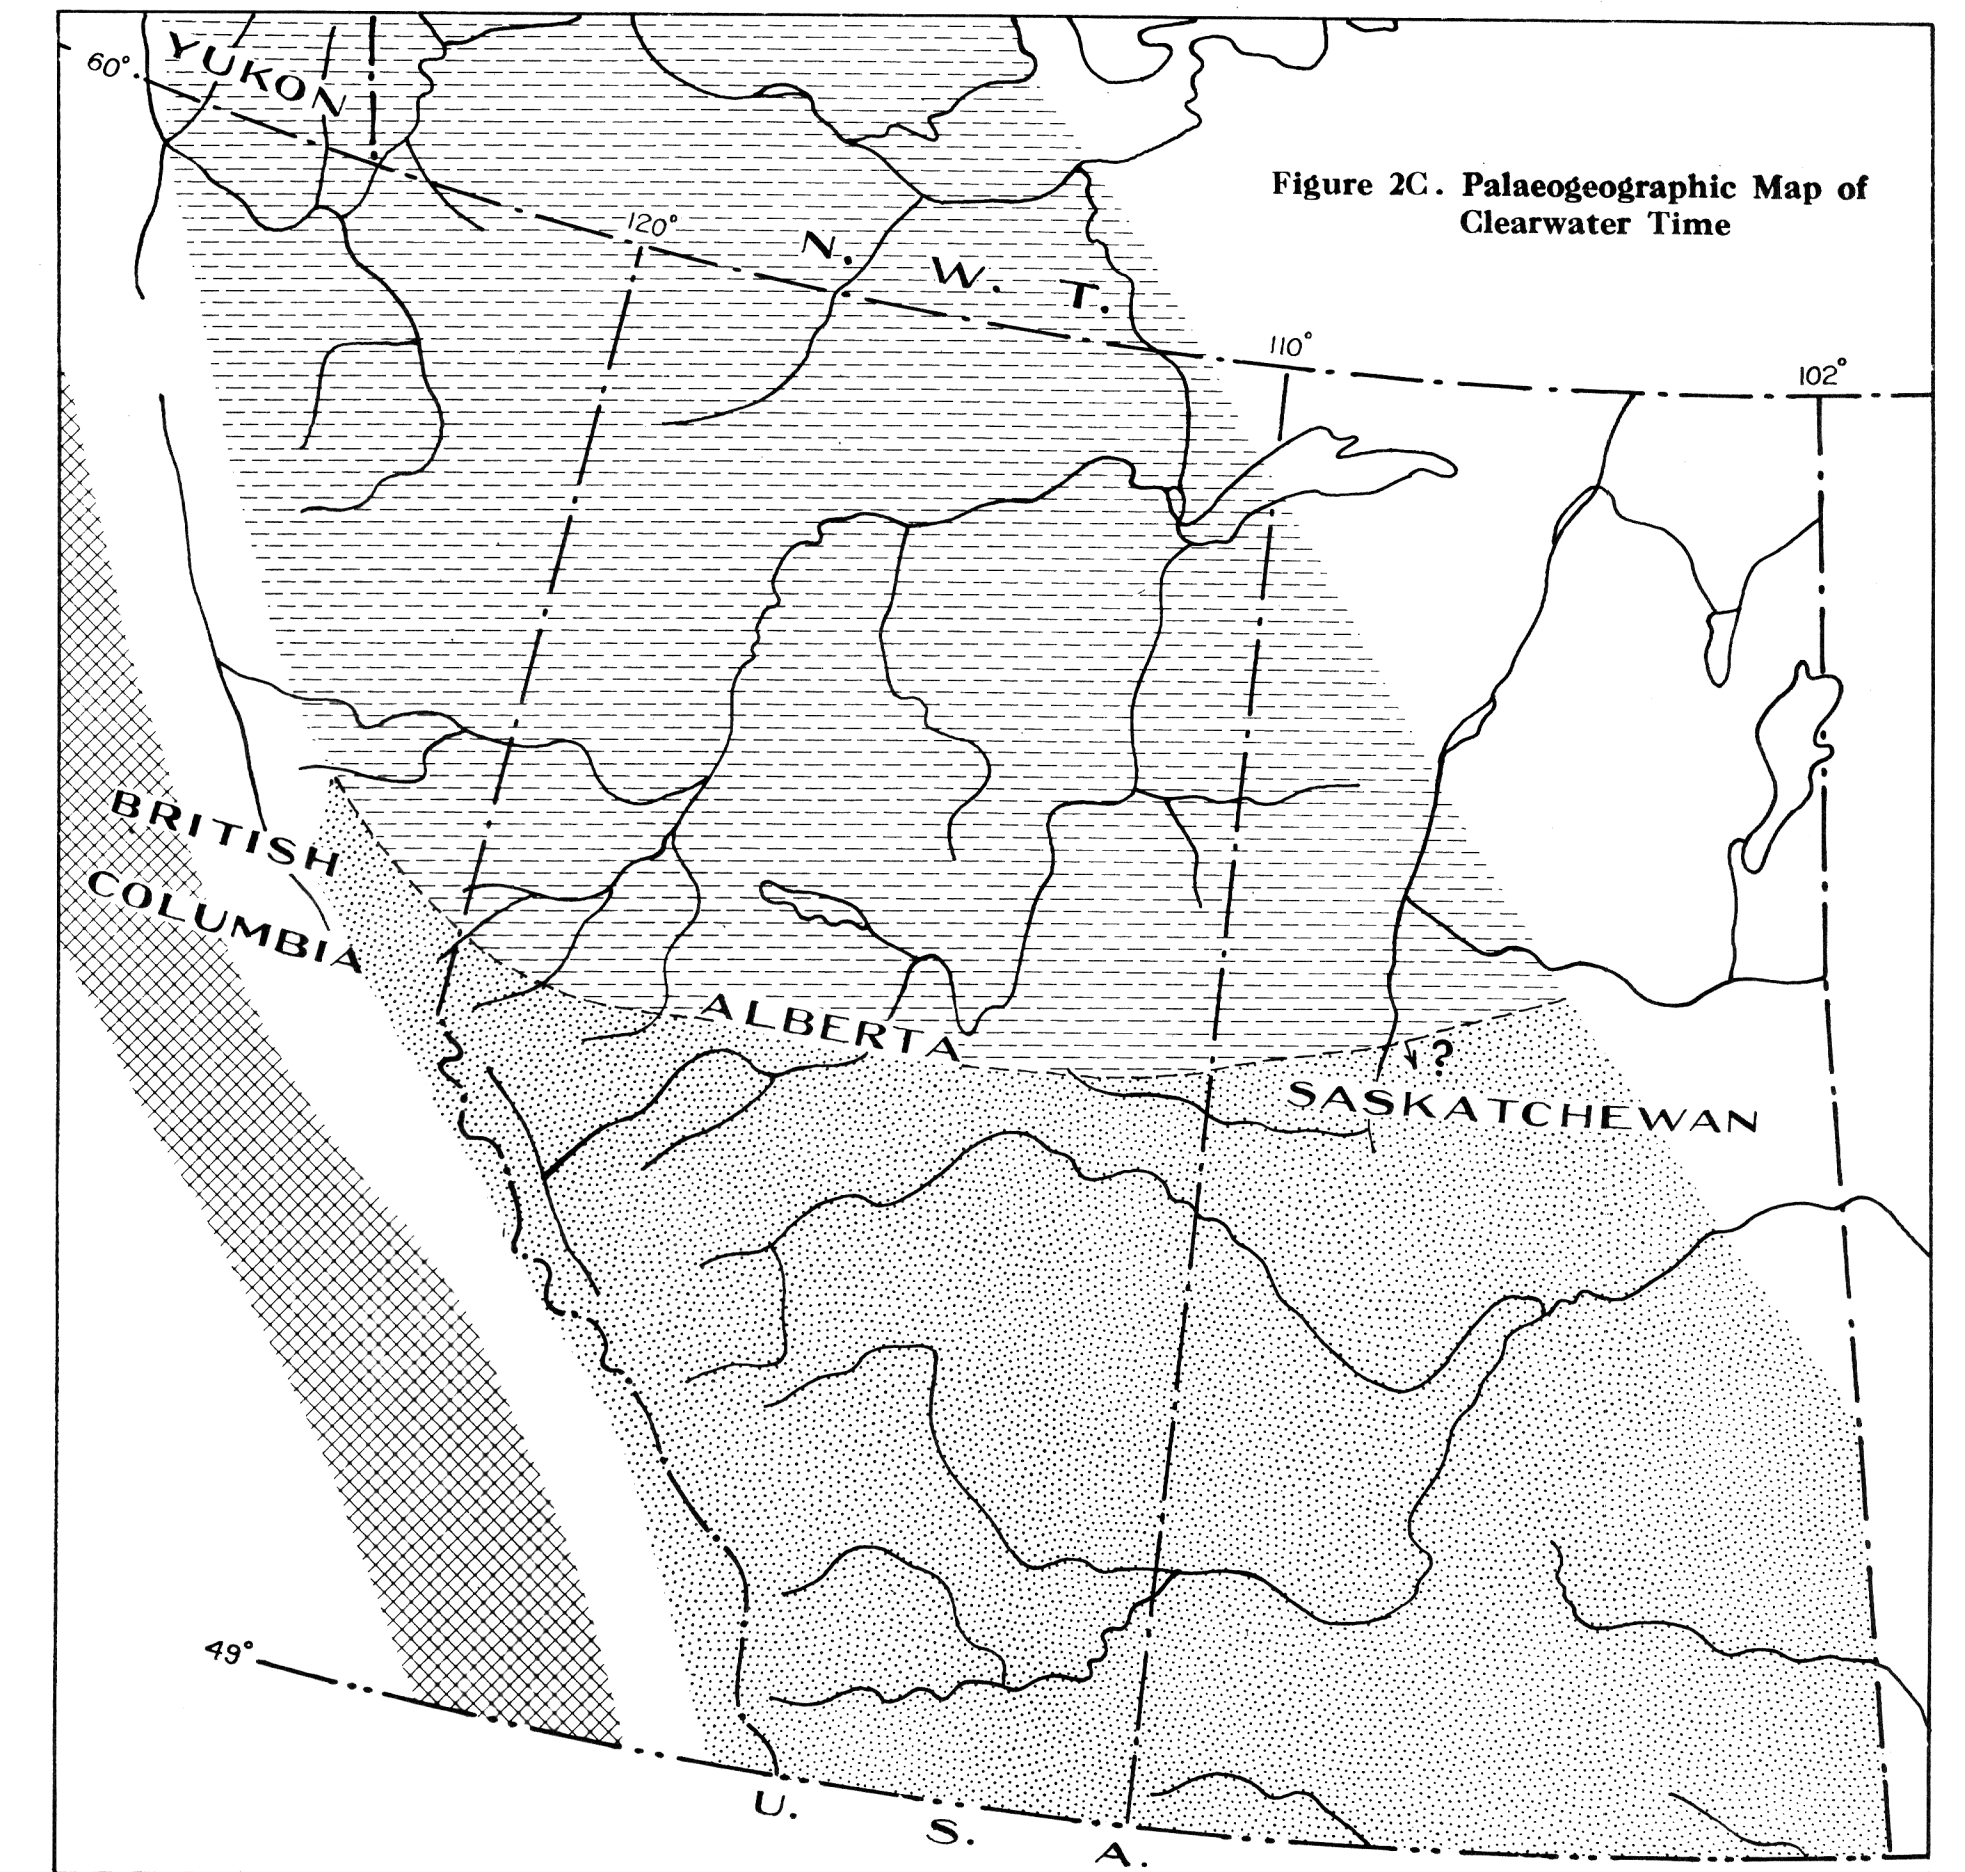 YUKON
60°
Figure 2C. Palaeogeographic Map of
Clearwater Time
120°
N. W. T.
110°
102°
BRITISH
COLUMBIA
ALBERTA
?
SASKATCHEWAN
49°
U. S. A.